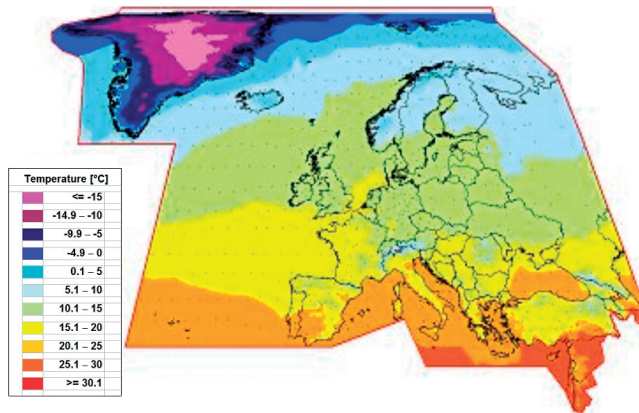 Temperature [°C]
<= -15
-14.9 – -10
-9.9 – -5
-4.9 – 0
0.1 – 5
5.1 – 10
10.1 – 15
15.1 – 20
20.1 – 25
25.1 – 30
>= 30.1